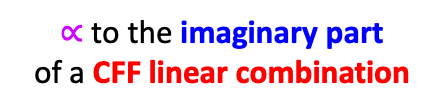 ∝ to the imaginary part
of a CFF linear combination